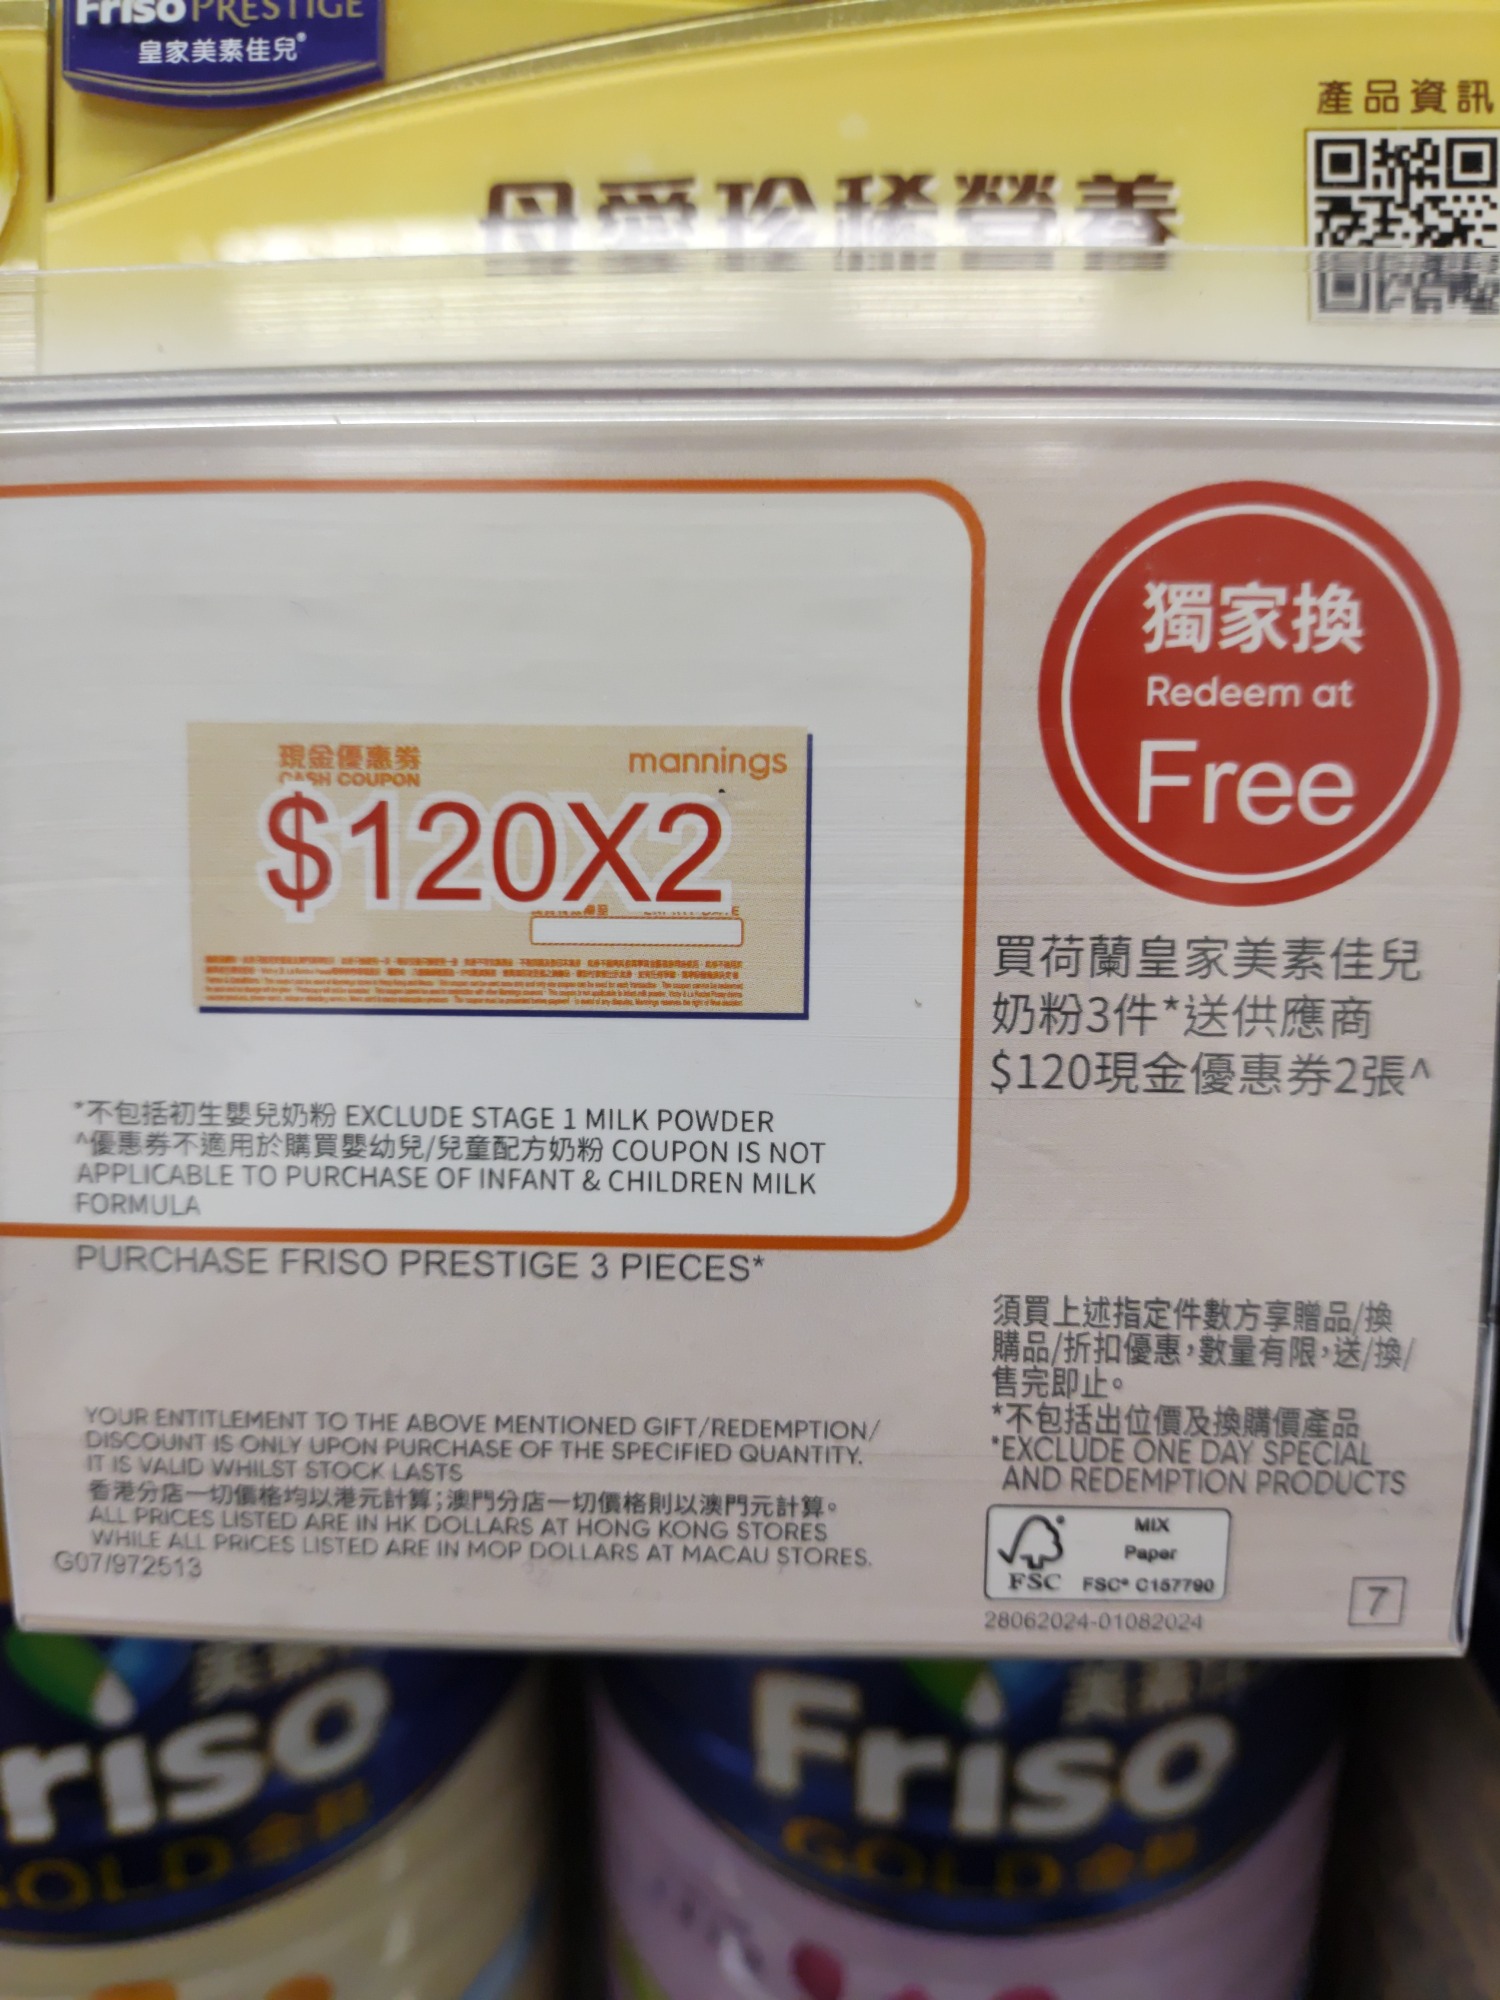 Friso PRESTIGE
皇家美素佳兒®
產品資訊
母愛珍稀營養
獨家換
Redeem at
Free
現金優惠券
mannings
CASH COUPON
$120X2
買荷蘭皇家美素佳兒
奶粉3件*送供應商
$120現金優惠券2張^
*不包括初生嬰兒奶粉 EXCLUDE STAGE 1 MILK POWDER
^優惠券不適用於購買嬰幼兒/兒童配方奶粉 COUPON IS NOT
APPLICABLE TO PURCHASE OF INFANT & CHILDREN MILK
FORMULA
PURCHASE FRISO PRESTIGE 3 PIECES*
須買上述指定件數方享贈品/換
購品/折扣優惠，數量有限，送/換/
售完即止。
*不包括出位價及換購價產品
*EXCLUDE ONE DAY SPECIAL
AND REDEMPTION PRODUCTS
YOUR ENTITLEMENT TO THE ABOVE MENTIONED GIFT/REDEMPTION/
DISCOUNT IS ONLY UPON PURCHASE OF THE SPECIFIED QUANTITY.
IT IS VALID WHILST STOCK LASTS
香港分店一切價格均以港元計算；澳門分店一切價格則以澳門元計算。
ALL PRICES LISTED ARE IN HK DOLLARS AT HONG KONG STORES
WHILE ALL PRICES LISTED ARE IN MOP DOLLARS AT MACAU STORES.
G07/972513
MIX
Paper
FSC
FSC® C157790
28062024-01082024
7
Friso
GOLD
Friso
GOLD